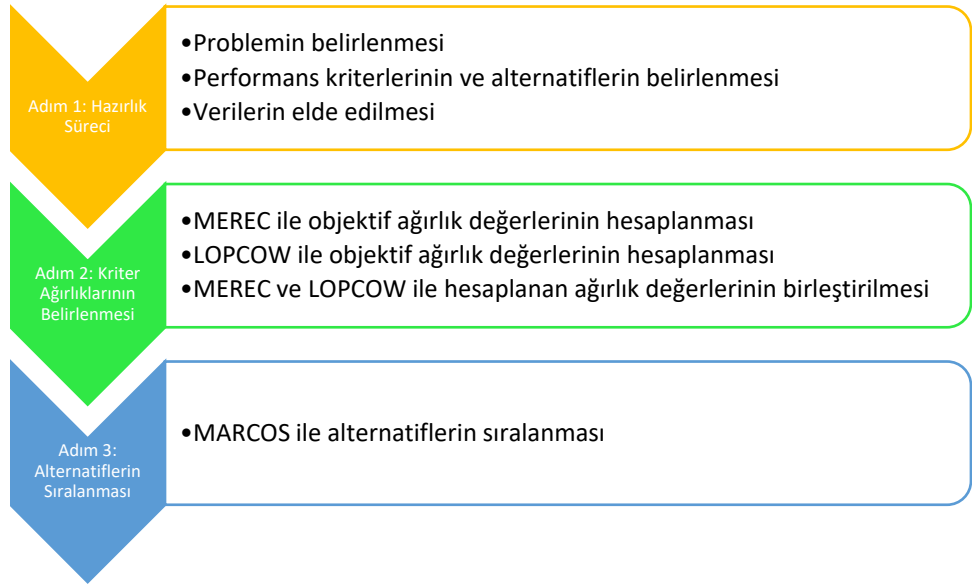 Adım 1: Hazırlık
Süreci
•Problemin belirlenmesi
•Performans kriterlerinin ve alternatiflerin belirlenmesi
•Verilerin elde edilmesi
Adım 2: Kriter
Ağırlıklarının
Belirlenmesi
•MEREC ile objektif ağırlık değerlerinin hesaplanması
•LOPCOW ile objektif ağırlık değerlerinin hesaplanması
•MEREC ve LOPCOW ile hesaplanan ağırlık değerlerinin birleştirilmesi
Adım 3:
Alternatiflerin
Sıralanması
•MARCOS ile alternatiflerin sıralanması